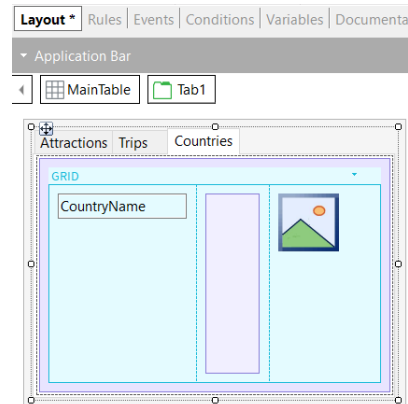 Layout * Rules Events Conditions Variables Documenta
Application Bar
MainTable Tab1
Attractions Trips Countries
GRID
CountryName